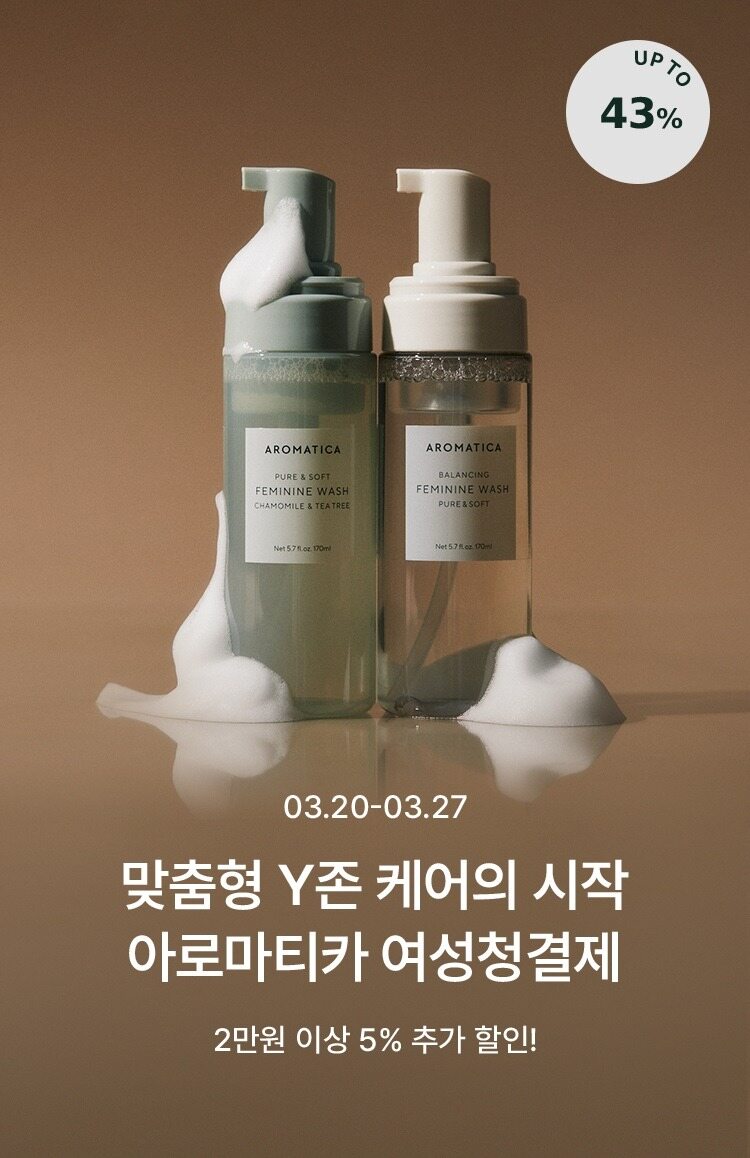 UP TO
43%
AROMATICA
PURE & SOFT
FEMININE WASH
CHAMOMILE & TEA TREE
Net 5.7 fl.oz. 170ml
AROMATICA
BALANCING
FEMININE WASH
PURE & SOFT
Net 5.7 fl.oz. 170ml
03.20-03.27
맞춤형 Y존 케어의 시작
아로마티카 여성청결제
2만원 이상 5% 추가 할인!